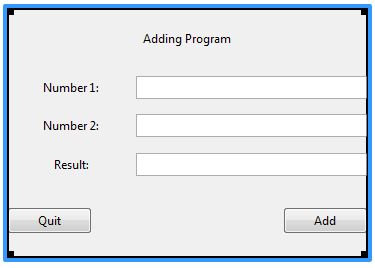 Adding Program
Number 1:
Number 2:
Result:
Quit Add